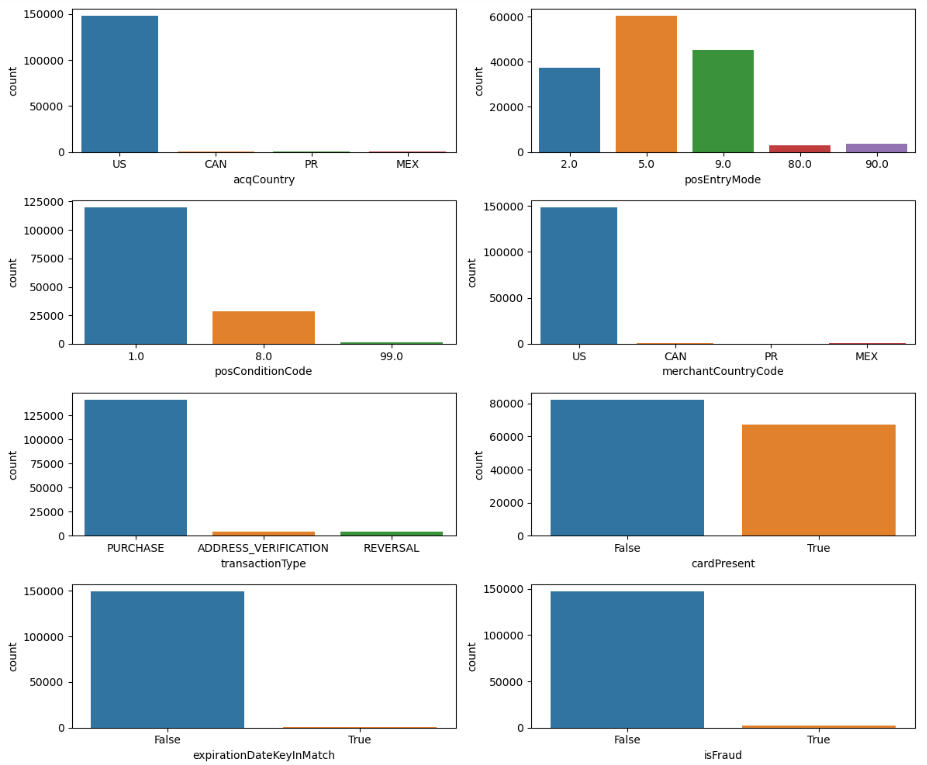 150000
100000
50000
0
count
US CAN PR MEX
acqCountry
60000
40000
20000
0
count
2.0 5.0 9.0 80.0 90.0
posEntryMode
125000
100000
75000
50000
25000
0
count
1.0 8.0 99.0
posConditionCode
150000
100000
50000
0
count
US CAN PR MEX
merchantCountryCode
125000
100000
75000
50000
25000
0
count
PURCHASE ADDRESS_VERIFICATION REVERSAL
transactionType
80000
60000
40000
20000
0
count
False True
cardPresent
150000
100000
50000
0
count
False True
expirationDateKeyInMatch
150000
100000
50000
0
count
False True
isFraud